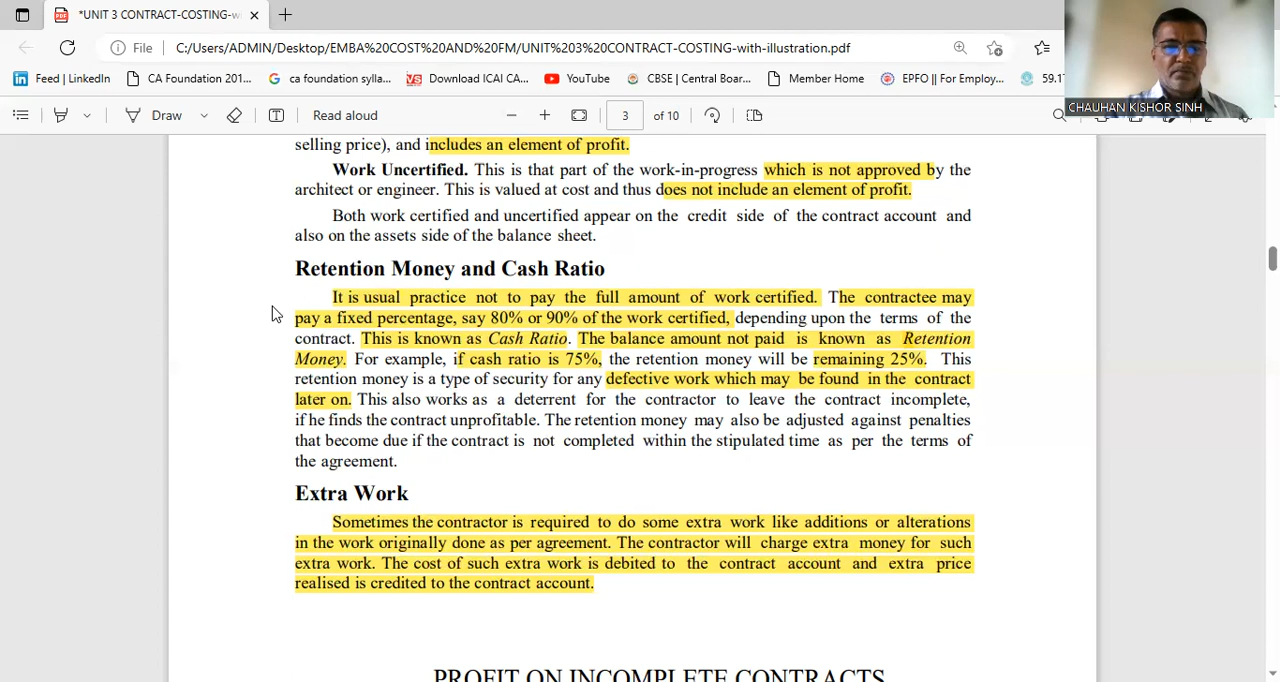 *UNIT 3 CONTRACT-COSTING-w
File C:/Users/ADMIN/Desktop/EMBA%20COST%20AND%20FM/UNIT%203%20CONTRACT-COSTING-with-illustration.pdf
Feed | LinkedIn CA Foundation 201... ca foundation sylla... Download ICAI CA... YouTube CBSE | Central Boar... Member Home EPFO || For Employ... 59.1
CHAUHAN KISHOR SINH
Draw Read aloud 3 of 10
selling price), and includes an element of profit.
Work Uncertified. This is that part of the work-in-progress which is not approved by the
architect or engineer. This is valued at cost and thus does not include an element of profit.
Both work certified and uncertified appear on the credit side of the contract account and
also on the assets side of the balance sheet.
Retention Money and Cash Ratio
It is usual practice not to pay the full amount of work certified. The contractee may
pay a fixed percentage, say 80% or 90% of the work certified, depending upon the terms of the
contract. This is known as Cash Ratio. The balance amount not paid is known as Retention
Money. For example, if cash ratio is 75%, the retention money will be remaining 25%. This
retention money is a type of security for any defective work which may be found in the contract
later on. This also works as a deterrent for the contractor to leave the contract incomplete,
if he finds the contract unprofitable. The retention money may also be adjusted against penalties
that become due if the contract is not completed within the stipulated time as per the terms of
the agreement.
Extra Work
Sometimes the contractor is required to do some extra work like additions or alterations
in the work originally done as per agreement. The contractor will charge extra money for such
extra work. The cost of such extra work is debited to the contract account and extra price
realised is credited to the contract account.
PROFIT ON INCOMPLETE CONTRACTS